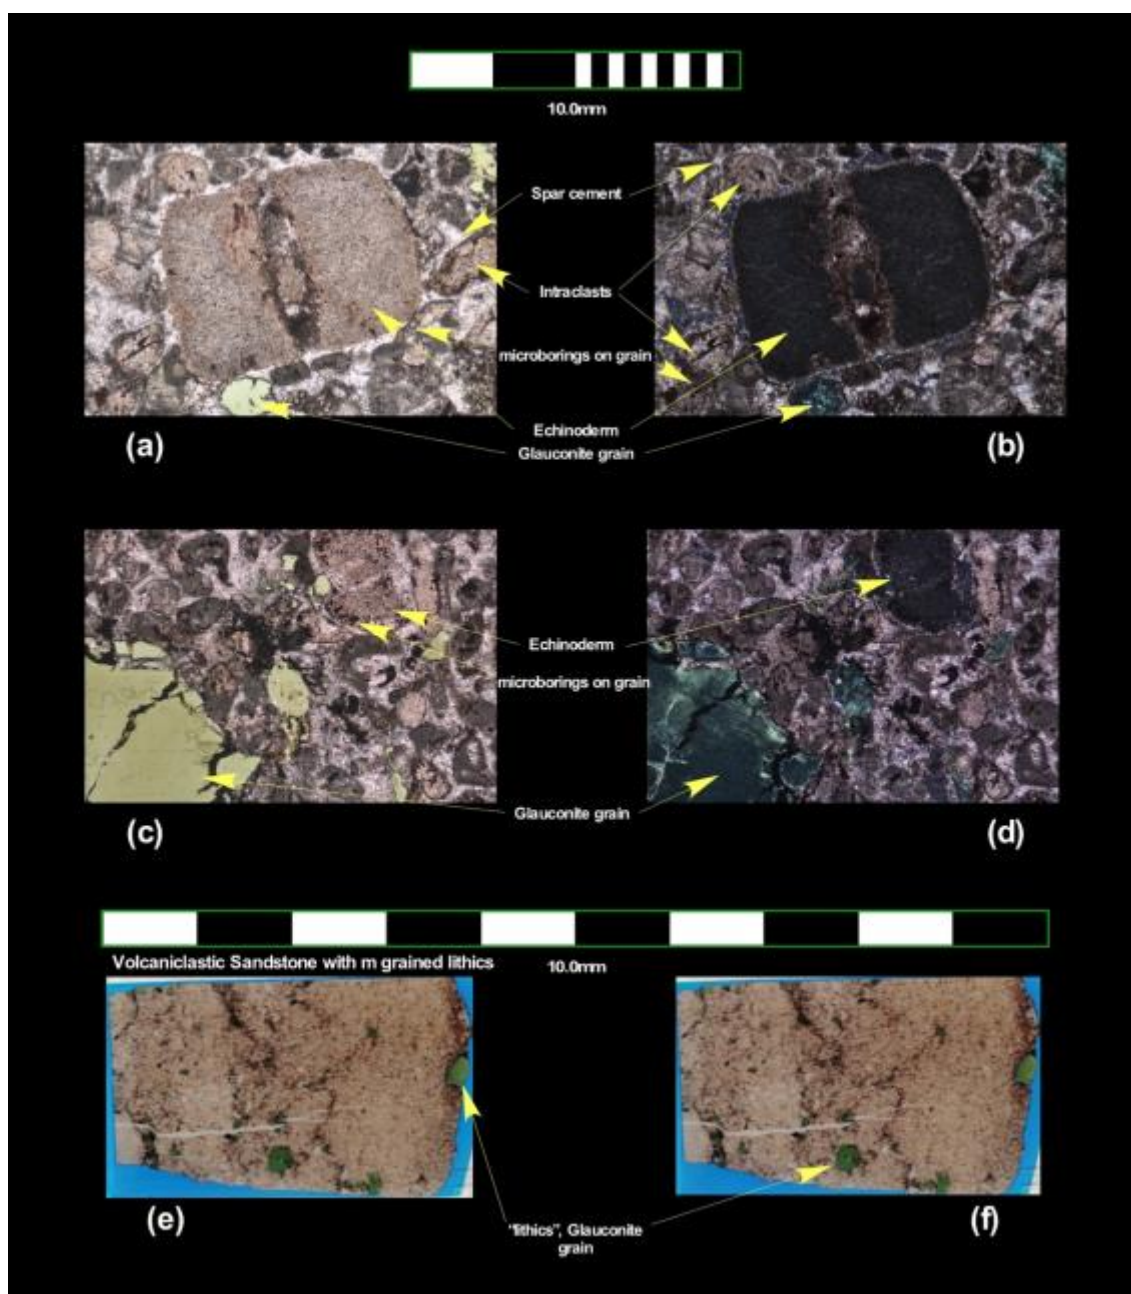 10.0mm
Spar cement
Intraclasts
microborings on grain
Echinoderm
Glauconite grain
(a)
(b)
Echinoderm
microborings on grain
Glauconite grain
(c)
(d)
Volcaniclastic Sandstone with m grained lithics
10.0mm
(e)
(f)
"lithics", Glauconite
grain